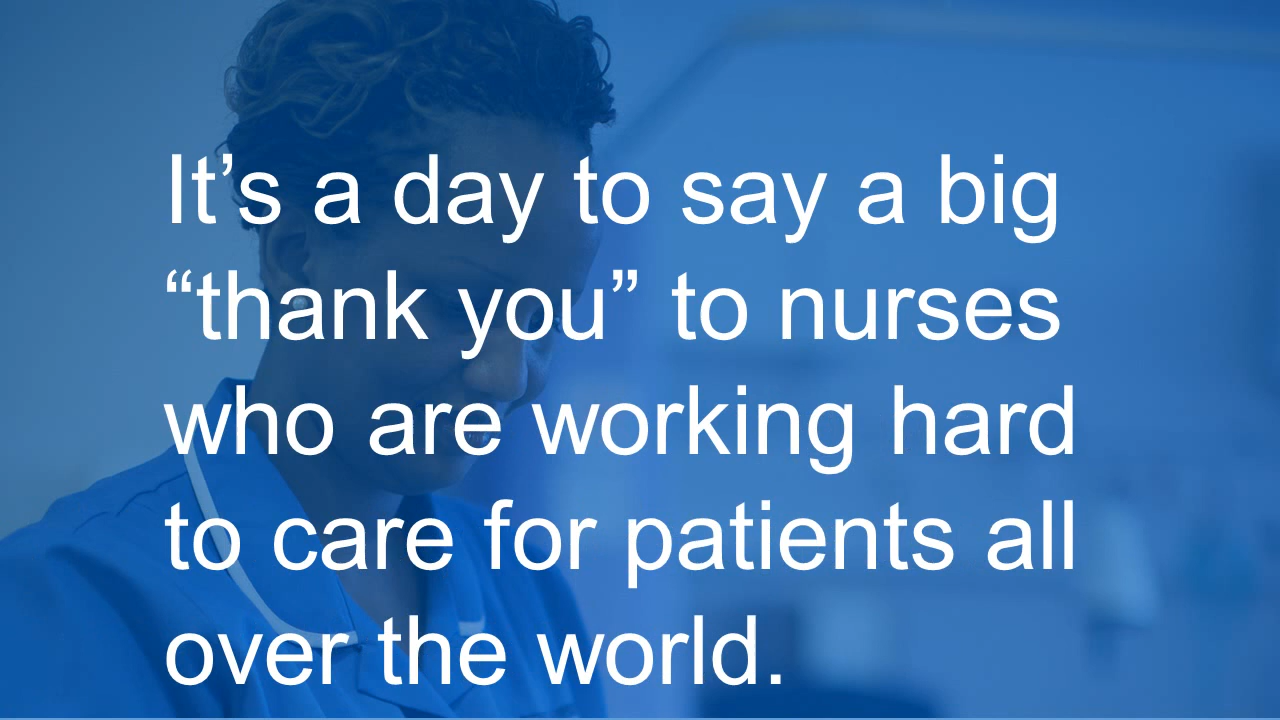 It’s a day to say a big
“thank you” to nurses
who are working hard
to care for patients all
over the world.